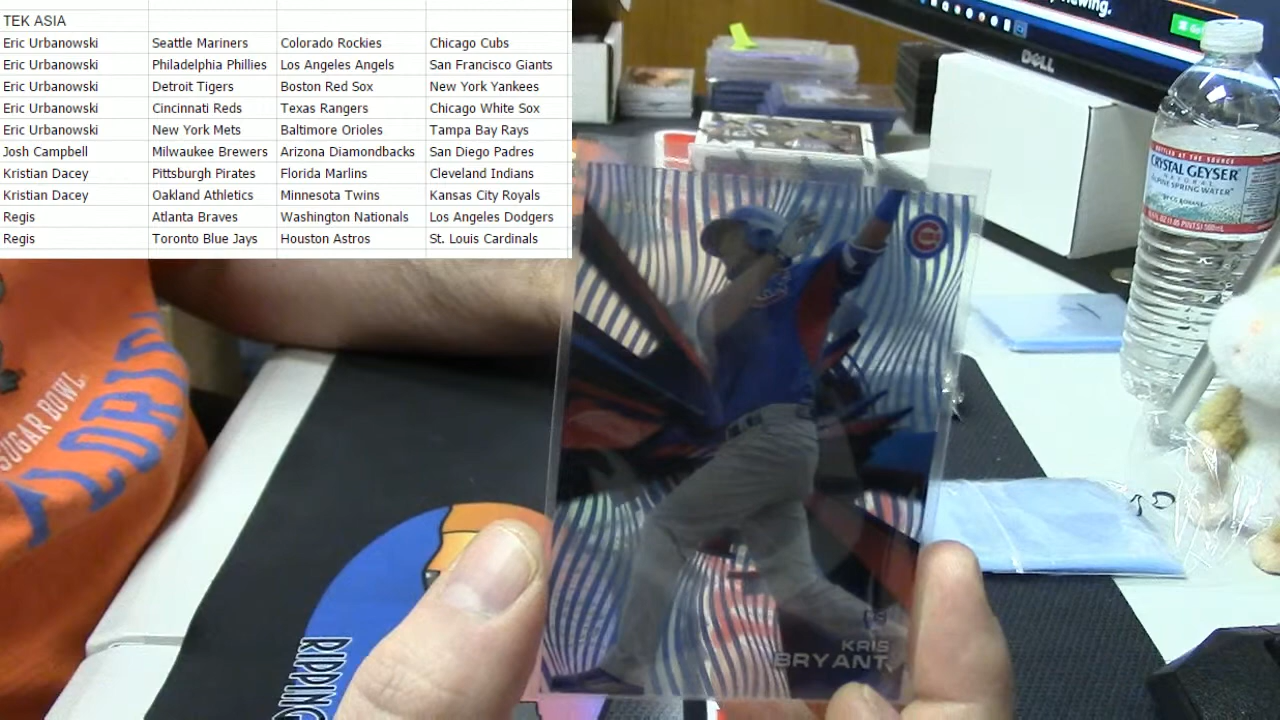 TEK ASIA
Eric Urbanowski Seattle Mariners Colorado Rockies Chicago Cubs
Eric Urbanowski Philadelphia Phillies Los Angeles Angels San Francisco Giants
Eric Urbanowski Detroit Tigers Boston Red Sox New York Yankees
Eric Urbanowski Cincinnati Reds Texas Rangers Chicago White Sox
Eric Urbanowski New York Mets Baltimore Orioles Tampa Bay Rays
Josh Campbell Milwaukee Brewers Arizona Diamondbacks San Diego Padres
Kristian Dacey Pittsburgh Pirates Florida Marlins Cleveland Indians
Kristian Dacey Oakland Athletics Minnesota Twins Kansas City Royals
Regis Atlanta Braves Washington Nationals Los Angeles Dodgers
Regis Toronto Blue Jays Houston Astros St. Louis Cardinals
DELL
CRYSTAL GEYSER
NATURAL
ALPINE SPRING WATER
SUGAR BOWL
KRIS
BRYANT
RIPPING